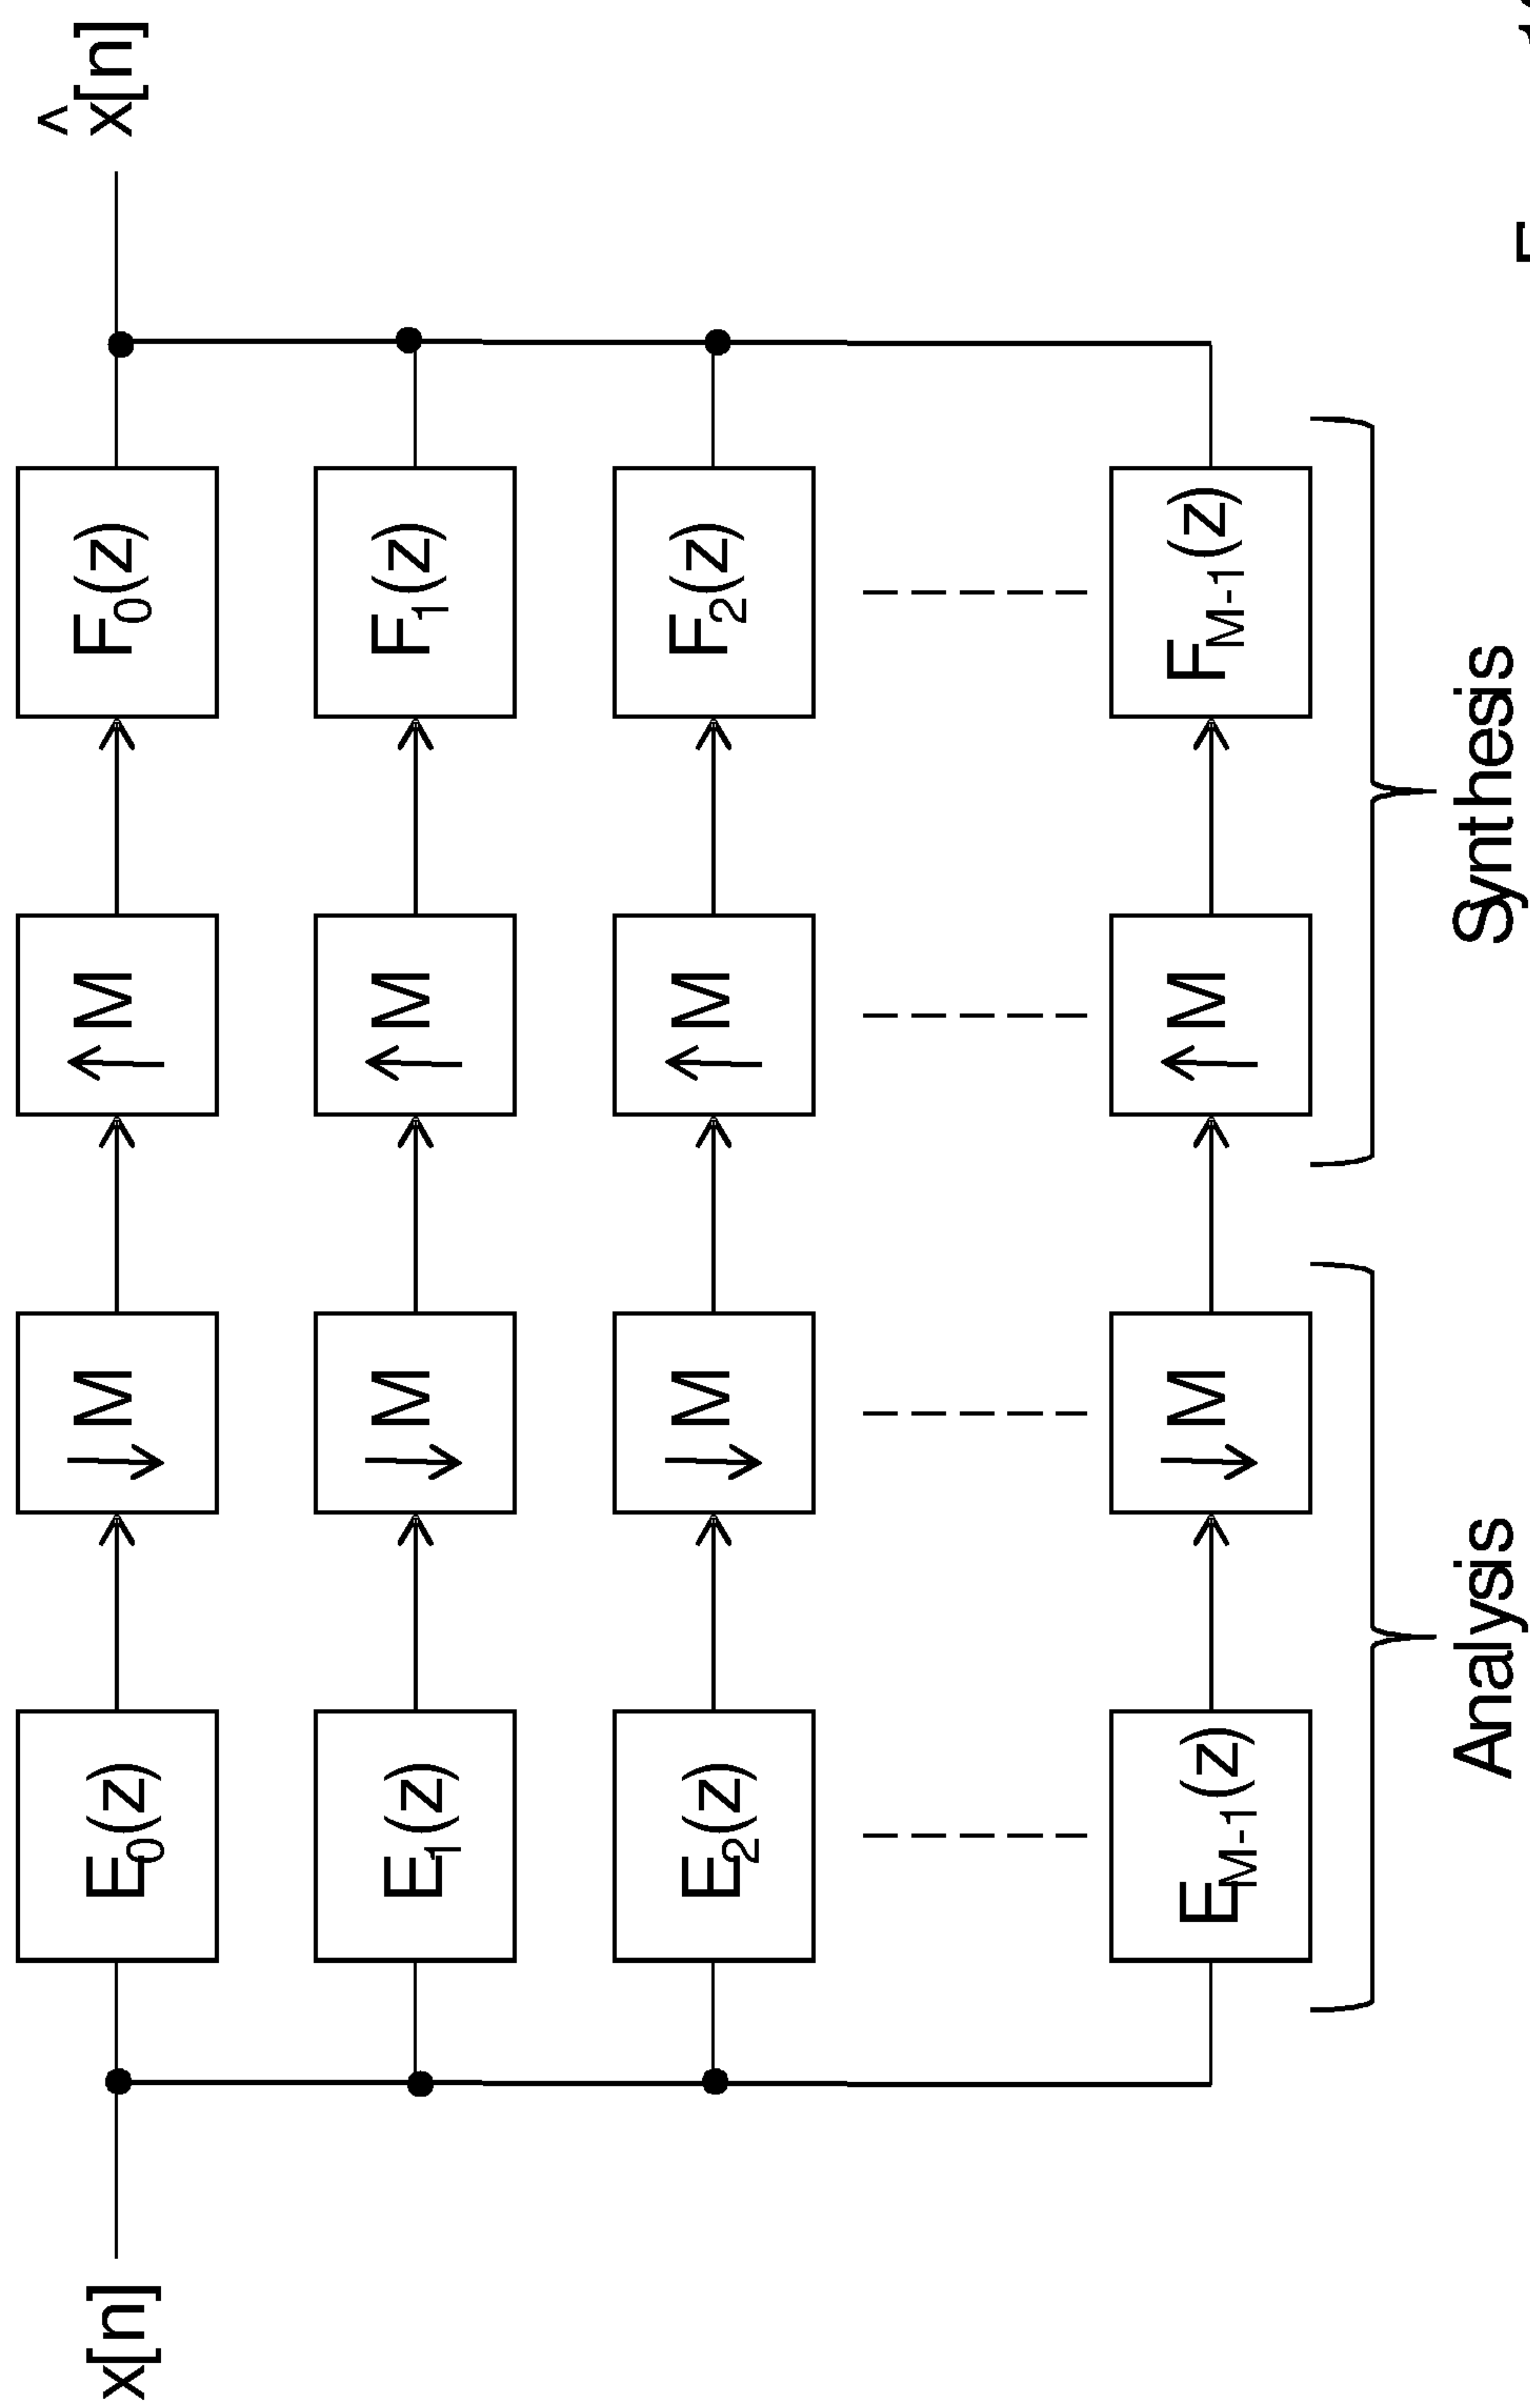 x[n]
E0(z)
↓M
↑M
F0(z)
x̂[n]
E1(z)
↓M
↑M
F1(z)
E2(z)
↓M
↑M
F2(z)
EM-1(z)
↓M
↑M
FM-1(z)
Analysis
Synthesis